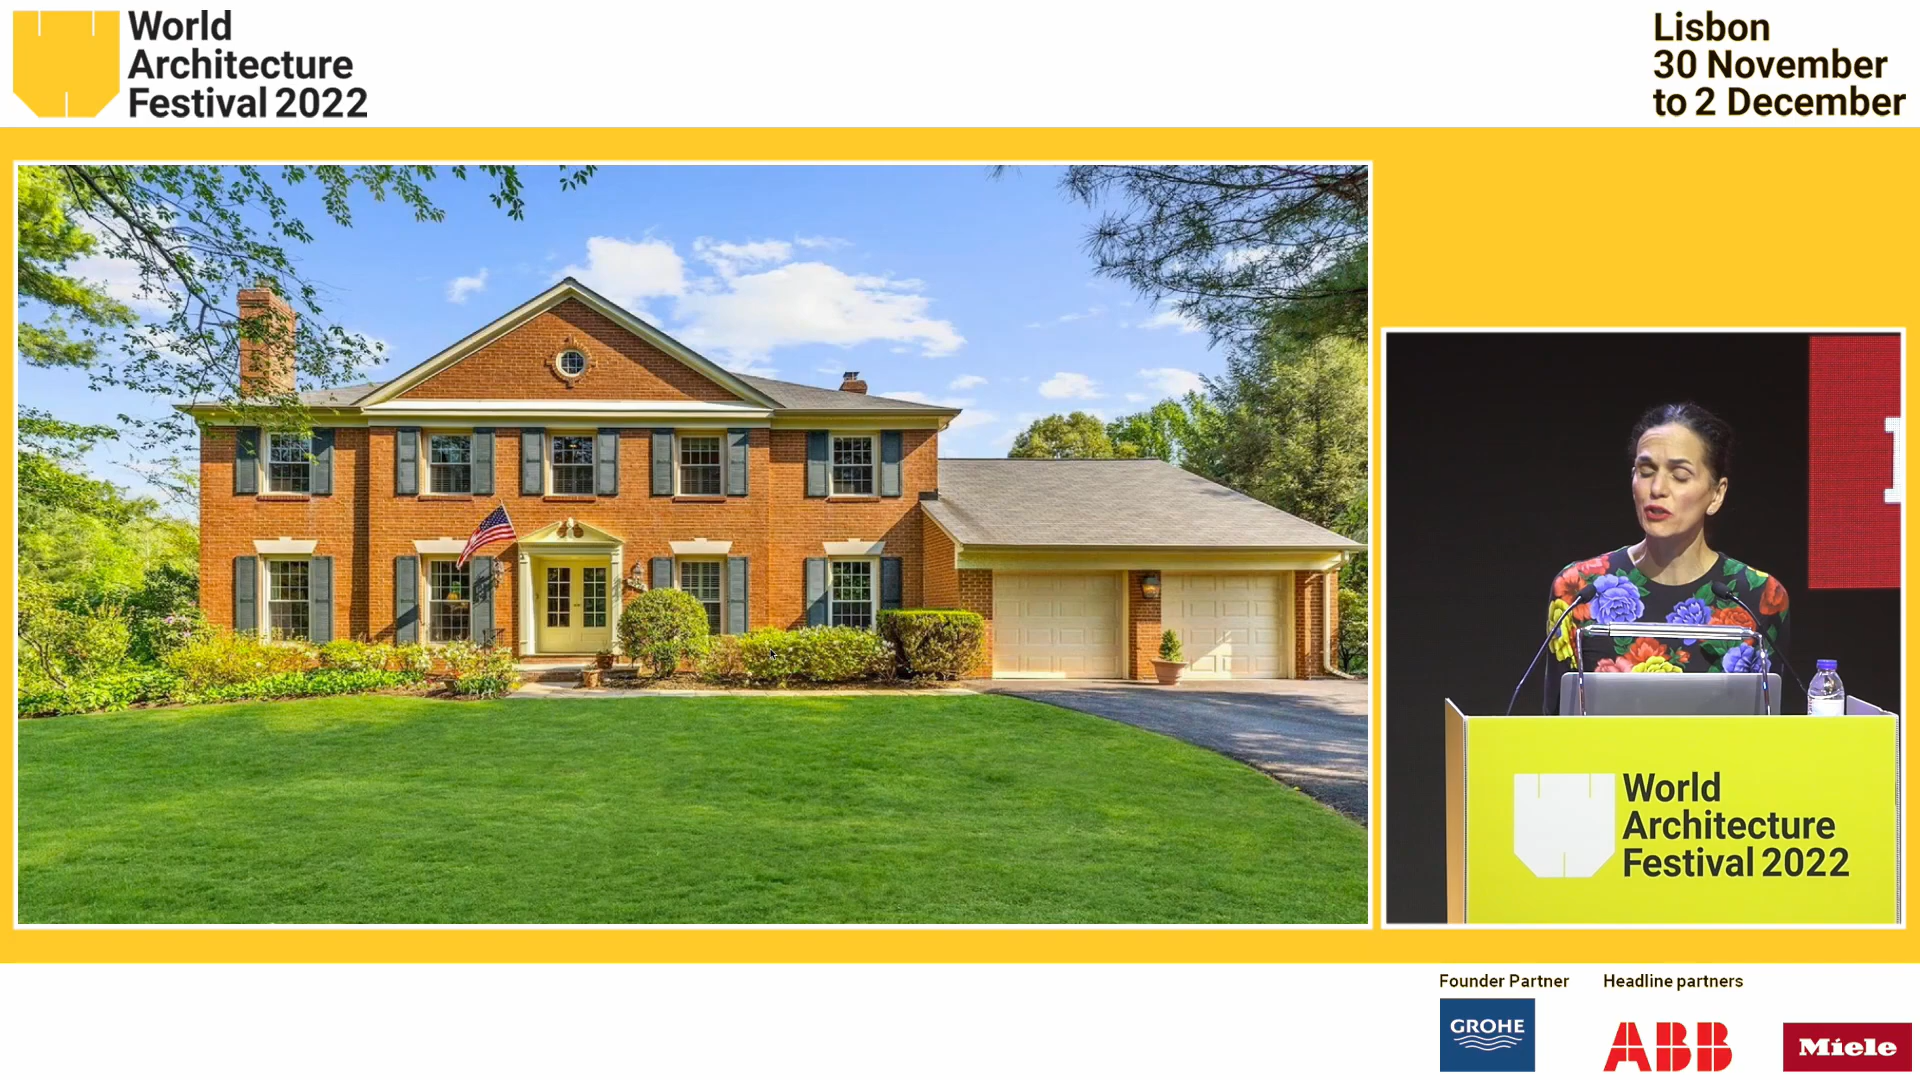 World
Architecture
Festival 2022
Lisbon
30 November
to 2 December
World
Architecture
Festival 2022
Founder Partner
Headline partners
GROHE
ABB
Miele